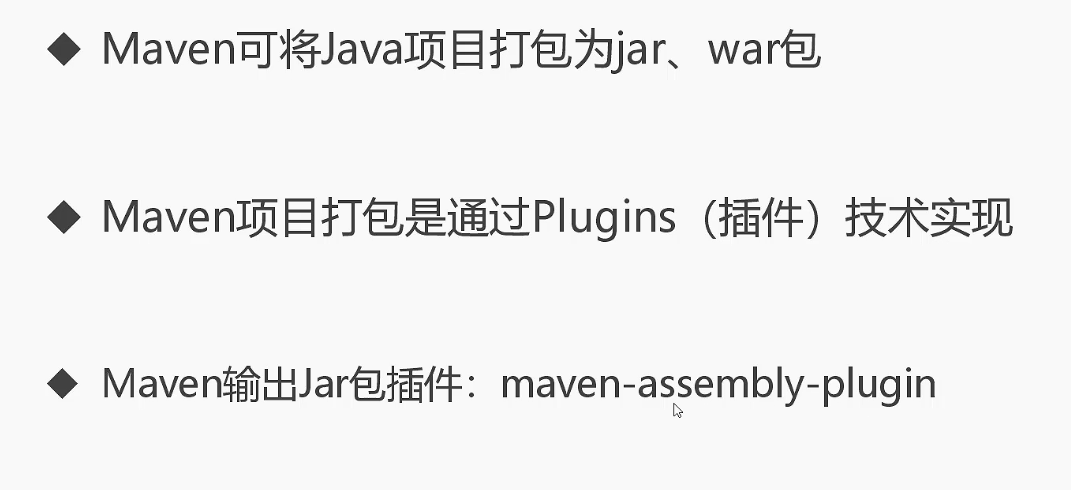 ◆ Maven可将Java项目打包为jar、war包
◆ Maven项目打包是通过Plugins（插件）技术实现
◆ Maven输出Jar包插件：maven-assembly-plugin